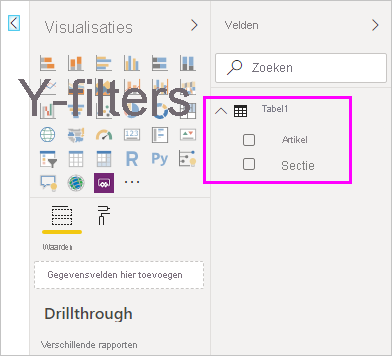 Visualisaties
Y-filters
R Py
Waarden
Gegevensvelden hier toevoegen
Drillthrough
Verschillende rapporten
Velden
Zoeken
Tabel1
Artikel
Sectie